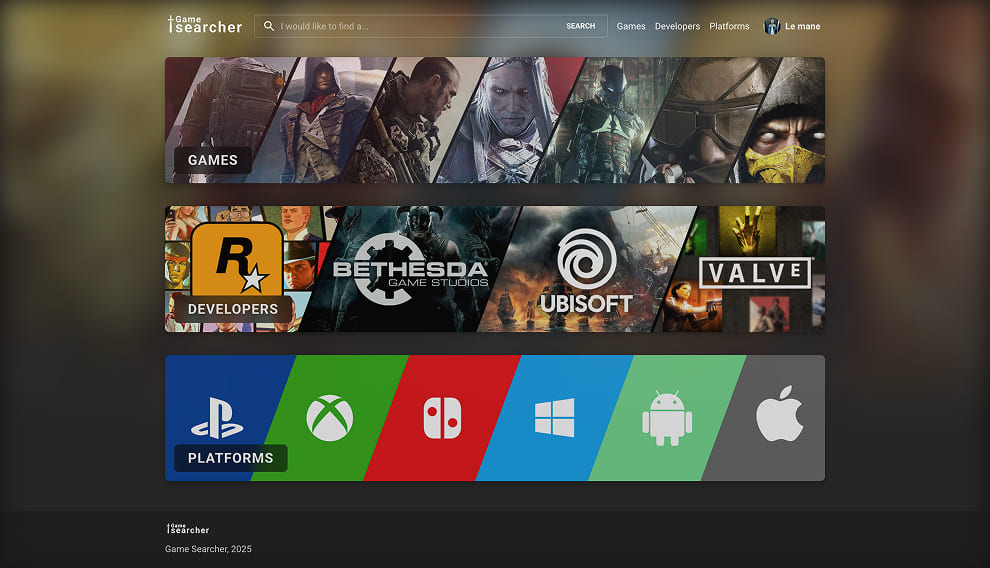 Game
searcher
I would like to find a...
SEARCH
Games
Developers
Platforms
Le mane
GAMES
R
BETHESDA
GAME STUDIOS
UBISOFT
VALVE
DEVELOPERS
PLATFORMS
Game
searcher
Game Searcher, 2025